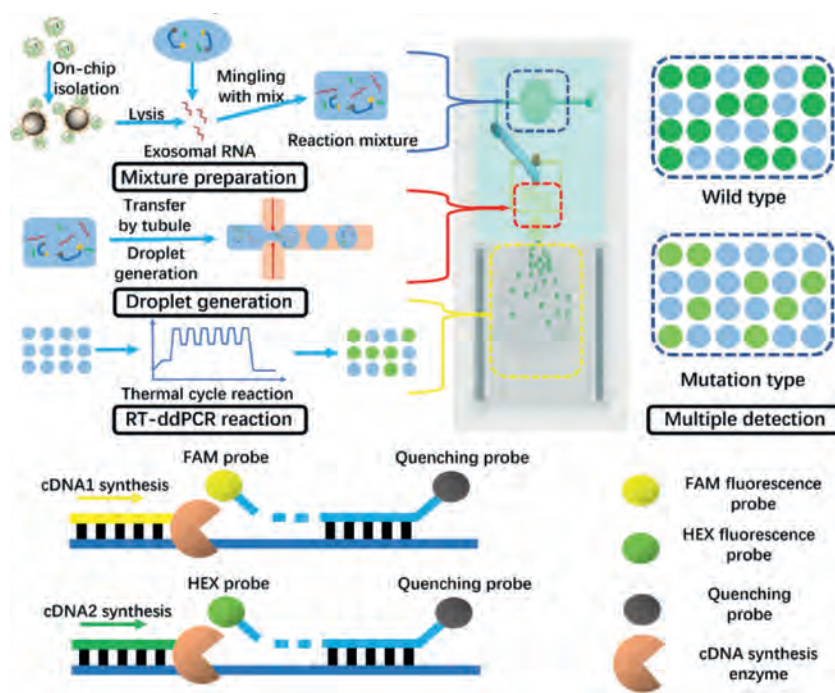 On-chip
isolation
Lysis
Exosomal RNA
Mingling
with mix
Reaction mixture
Mixture preparation
Transfer
by tubule
Droplet
generation
Droplet generation
Thermal cycle reaction
RT-ddPCR reaction
Wild type
Mutation type
Multiple detection
cDNA1 synthesis
FAM probe
Quenching probe
cDNA2 synthesis
HEX probe
Quenching probe
FAM fluorescence
probe
HEX fluorescence
probe
Quenching
probe
cDNA synthesis
enzyme